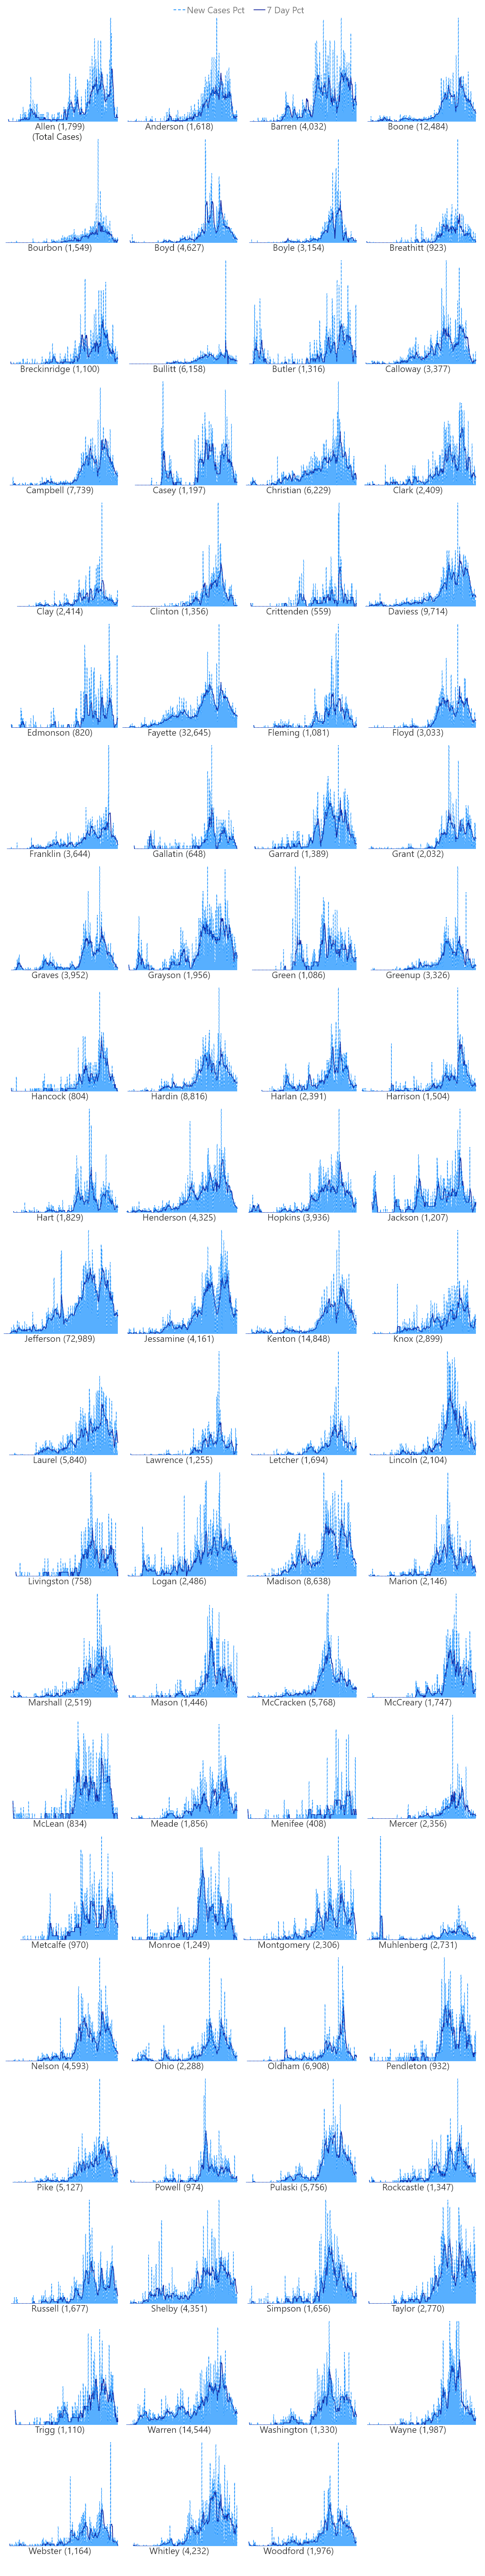 New Cases Pct 7 Day Pct
Allen (1,799) Anderson (1,618) Barren (4,032) Boone (12,484)
(Total Cases)
Bourbon (1,549) Boyd (4,627) Boyle (3,154) Breathitt (923)
Breckinridge (1,100) Bullitt (6,158) Butler (1,316) Calloway (3,377)
Campbell (7,739) Casey (1,197) Christian (6,229) Clark (2,409)
Clay (2,414) Clinton (1,356) Crittenden (559) Daviess (9,714)
Edmonson (820) Fayette (32,645) Fleming (1,081) Floyd (3,033)
Franklin (3,644) Gallatin (648) Garrard (1,389) Grant (2,032)
Graves (3,952) Grayson (1,956) Green (1,086) Greenup (3,326)
Hancock (804) Hardin (8,816) Harlan (2,391) Harrison (1,504)
Hart (1,829) Henderson (4,325) Hopkins (3,936) Jackson (1,207)
Jefferson (72,989) Jessamine (4,161) Kenton (14,848) Knox (2,899)
Laurel (5,840) Lawrence (1,255) Letcher (1,694) Lincoln (2,104)
Livingston (758) Logan (2,486) Madison (8,638) Marion (2,146)
Marshall (2,519) Mason (1,446) McCracken (5,768) McCreary (1,747)
McLean (834) Meade (1,856) Menifee (408) Mercer (2,356)
Metcalfe (970) Monroe (1,249) Montgomery (2,306) Muhlenberg (2,731)
Nelson (4,593) Ohio (2,288) Oldham (6,908) Pendleton (932)
Pike (5,127) Powell (974) Pulaski (5,756) Rockcastle (1,347)
Russell (1,677) Shelby (4,351) Simpson (1,656) Taylor (2,770)
Trigg (1,110) Warren (14,544) Washington (1,330) Wayne (1,987)
Webster (1,164) Whitley (4,232) Woodford (1,976)